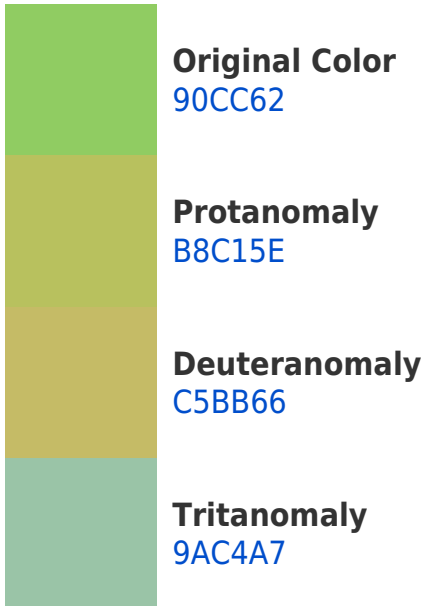 Original Color
90CC62
Protanomaly
B8C15E
Deuteranomaly
C5BB66
Tritanomaly
9AC4A7